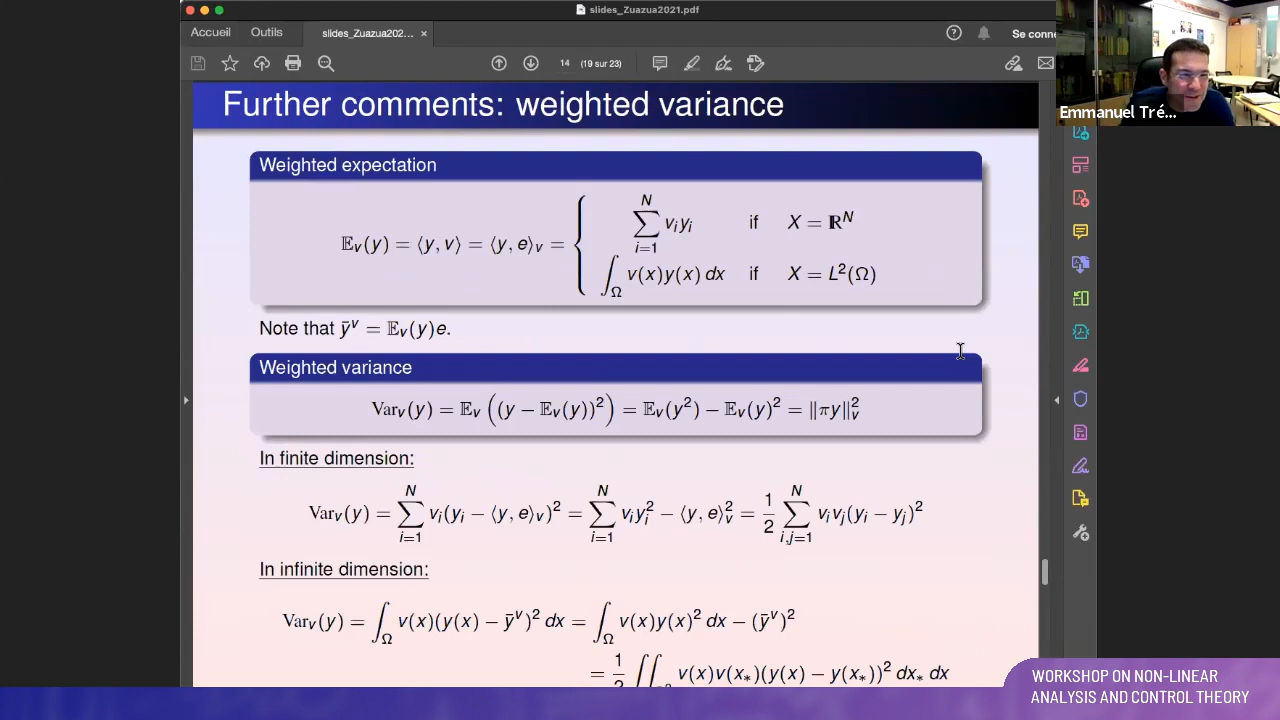 slides_Zuazua2021.pdf
Accueil Outils slides_Zuazua202... × Se conne
14 (19 sur 23)
Emmanuel Tré...
Further comments: weighted variance
Weighted expectation
𝔼_v(y) = ⟨y, v⟩ = ⟨y, e⟩_v = { ∑_{i=1}^{N} v_i y_i if X = ℝ^N
∫_Ω v(x)y(x) dx if X = L²(Ω)
Note that ȳ^v = 𝔼_v(y)e.
Weighted variance
Var_v(y) = 𝔼_v ((y − 𝔼_v(y))²) = 𝔼_v(y²) − 𝔼_v(y)² = ‖πy‖_v²
In finite dimension:
Var_v(y) = ∑_{i=1}^{N} v_i(y_i − ⟨y, e⟩_v)² = ∑_{i=1}^{N} v_i y_i² − ⟨y, e⟩_v² = 1/2 ∑_{i,j=1}^{N} v_i v_j(y_i − y_j)²
In infinite dimension:
Var_v(y) = ∫_Ω v(x)(y(x) − ȳ^v)² dx = ∫_Ω v(x)y(x)² dx − (ȳ^v)²
= 1/2 ∬ v(x)v(x_*)(y(x) − y(x_*))² dx_* dx
WORKSHOP ON NON-LINEAR
ANALYSIS AND CONTROL THEORY